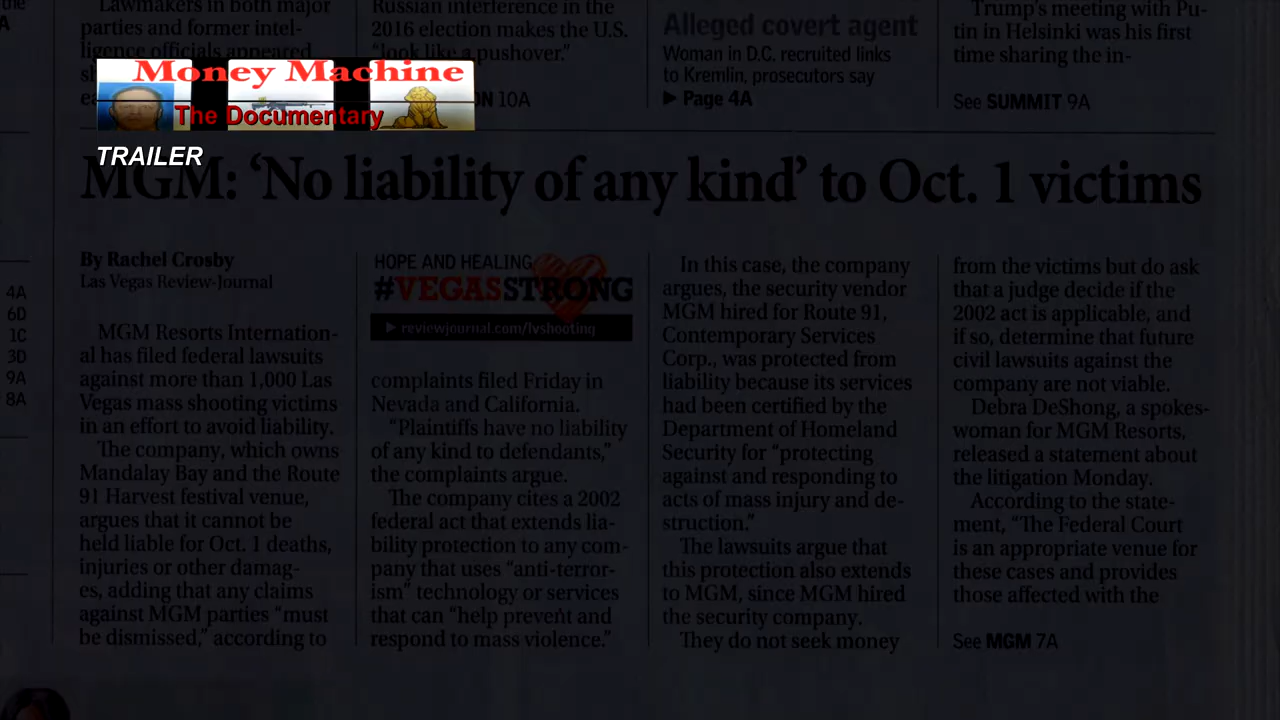 Lawmakers in both major
parties and former intel-
ligence officials appeared
Russian interference in the
2016 election makes the U.S.
“look like a pushover.”
10A
Alleged covert agent
Woman in D.C. recruited links
to Kremlin, prosecutors say
▶ Page 4A
Trump’s meeting with Pu-
tin in Helsinki was his first
time sharing the in-
See SUMMIT 9A
Money Machine
The Documentary
TRAILER
MGM: ‘No liability of any kind’ to Oct. 1 victims
4A
6D
1C
3D
9A
8A
By Rachel Crosby
Las Vegas Review-Journal
MGM Resorts Internation-
al has filed federal lawsuits
against more than 1,000 Las
Vegas mass shooting victims
in an effort to avoid liability.
The company, which owns
Mandalay Bay and the Route
91 Harvest festival venue,
argues that it cannot be
held liable for Oct. 1 deaths,
injuries or other damag-
es, adding that any claims
against MGM parties “must
be dismissed,” according to
HOPE AND HEALING
#VEGASSTRONG
▶ reviewjournal.com/lvshooting
complaints filed Friday in
Nevada and California.
“Plaintiffs have no liability
of any kind to defendants,”
the complaints argue.
The company cites a 2002
federal act that extends lia-
bility protection to any com-
pany that uses “anti-terror-
ism” technology or services
that can “help prevent and
respond to mass violence.”
In this case, the company
argues, the security vendor
MGM hired for Route 91,
Contemporary Services
Corp., was protected from
liability because its services
had been certified by the
Department of Homeland
Security for “protecting
against and responding to
acts of mass injury and de-
struction.”
The lawsuits argue that
this protection also extends
to MGM, since MGM hired
the security company.
They do not seek money
from the victims but do ask
that a judge decide if the
2002 act is applicable, and
if so, determine that future
civil lawsuits against the
company are not viable.
Debra DeShong, a spokes-
woman for MGM Resorts,
released a statement about
the litigation Monday.
According to the state-
ment, “The Federal Court
is an appropriate venue for
these cases and provides
those affected with the
See MGM 7A